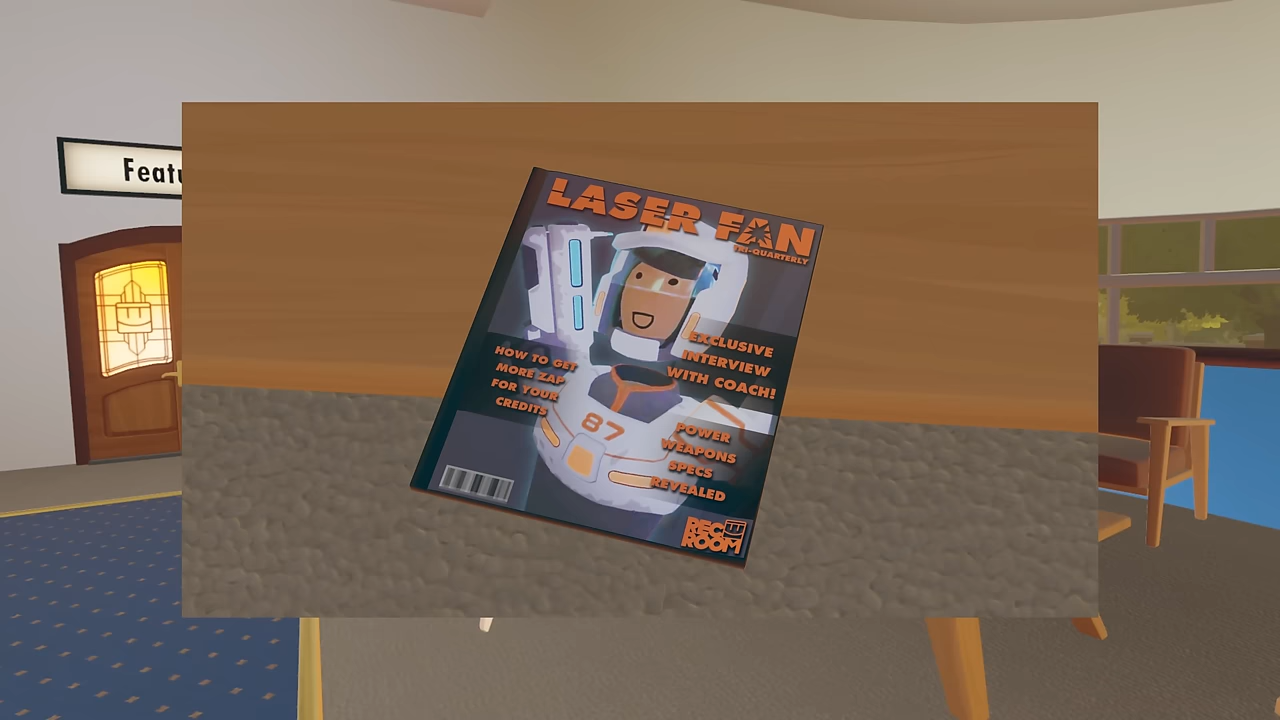 Featu
LASER FAN
TRI-QUARTERLY
EXCLUSIVE
INTERVIEW
WITH COACH!
HOW TO GET
MORE ZAP
FOR YOUR
CREDITS
87
POWER
WEAPONS
SPECS
REVEALED
REC
ROOM